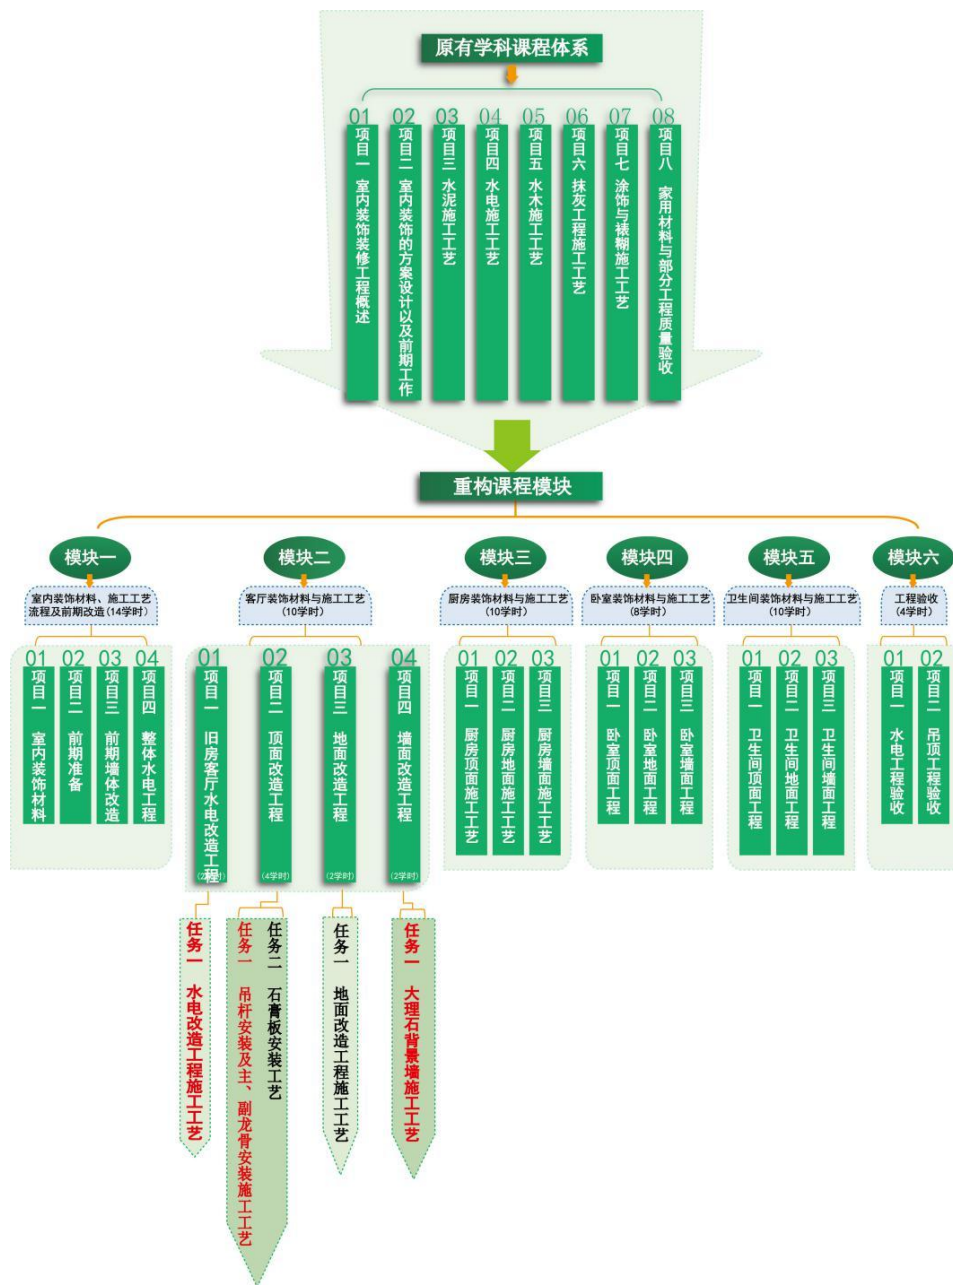 原有学科课程体系
01
项目一 室内装饰装修工程概述
02
项目二 室内装饰的方案设计以及前期工作
03
项目三 水泥施工工艺
04
项目四 水电施工工艺
05
项目五 水木施工工艺
06
项目六 抹灰工程施工工艺
07
项目七 涂饰与裱糊施工工艺
08
项目八 家用材料与部分工程质量验收
重构课程模块
模块一
室内装饰材料、施工工艺
流程及前期改造(14学时)
01
项目一 室内装饰材料
02
项目二 前期准备
03
项目三 前期墙体改造
04
项目四 整体水电工程
模块二
客厅装饰材料与施工工艺
(10学时)
01
项目一 旧房客厅水电改造工程
(2学时)
任务一 水电改造工程施工工艺
02
项目二 顶面改造工程
(4学时)
任务一 吊杆安装及主、副龙骨安装施工工艺
任务二 石膏板安装工艺
03
项目三 地面改造工程
(2学时)
任务一 地面改造工程施工工艺
04
项目四 墙面改造工程
(2学时)
任务一 大理石背景墙施工工艺
模块三
厨房装饰材料与施工工艺
(10学时)
01
项目一 厨房顶面施工工艺
02
项目二 厨房地面施工工艺
03
项目三 厨房墙面施工工艺
模块四
卧室装饰材料与施工工艺
(8学时)
01
项目一 卧室顶面工程
02
项目二 卧室地面工程
03
项目三 卧室墙面工程
模块五
卫生间装饰材料与施工工艺
(10学时)
01
项目一 卫生间顶面工程
02
项目二 卫生间地面工程
03
项目三 卫生间墙面工程
模块六
工程验收
(4学时)
01
项目一 水电工程验收
02
项目二 吊顶工程验收